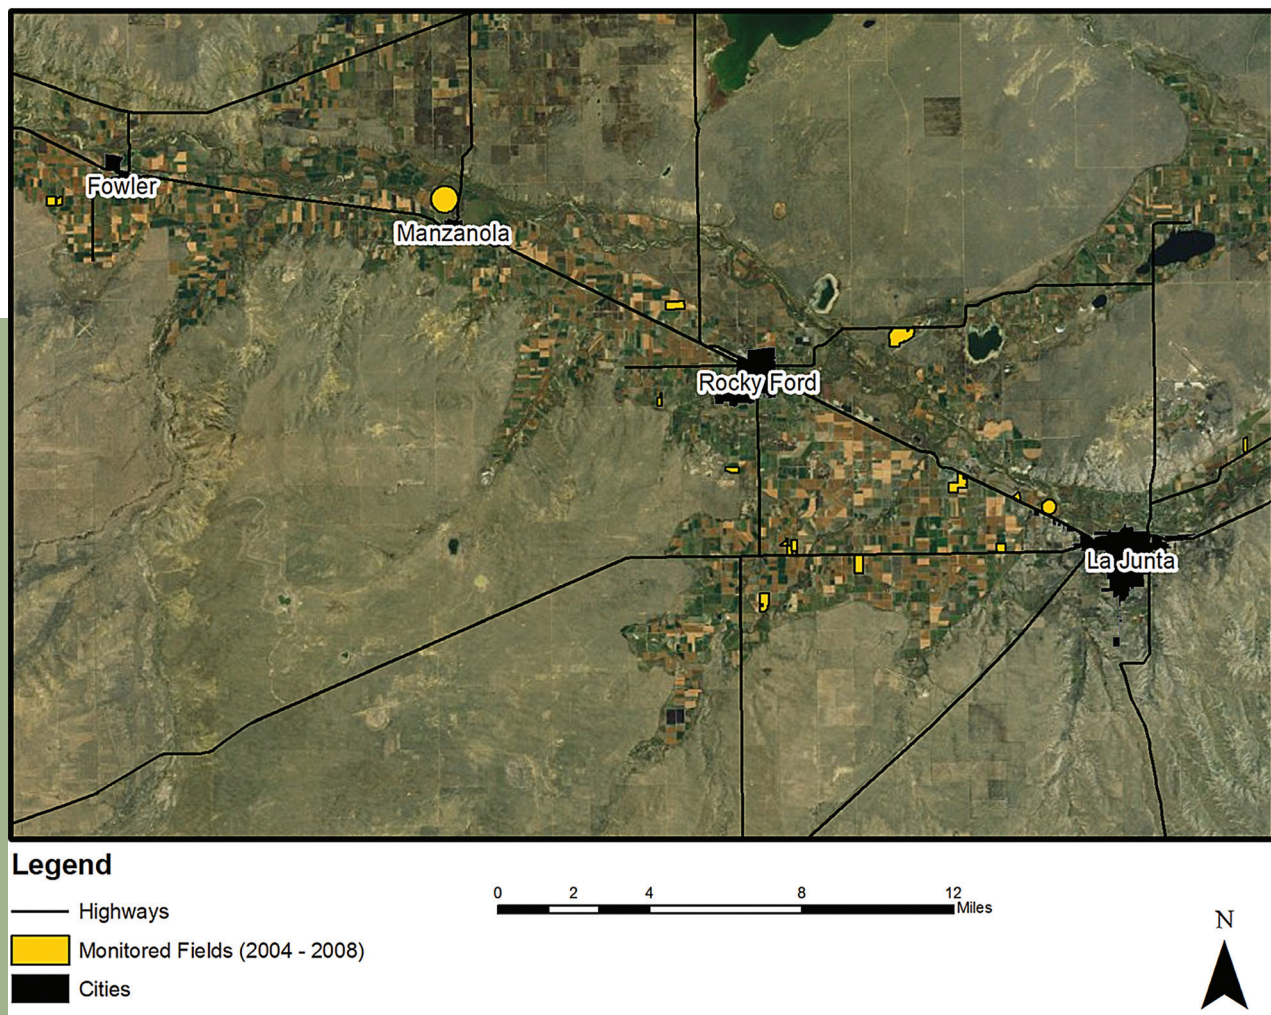 Fowler
Manzanola
Rocky Ford
La Junta
Legend
Highways
Monitored Fields (2004 - 2008)
Cities
0 2 4 8 12
Miles
N